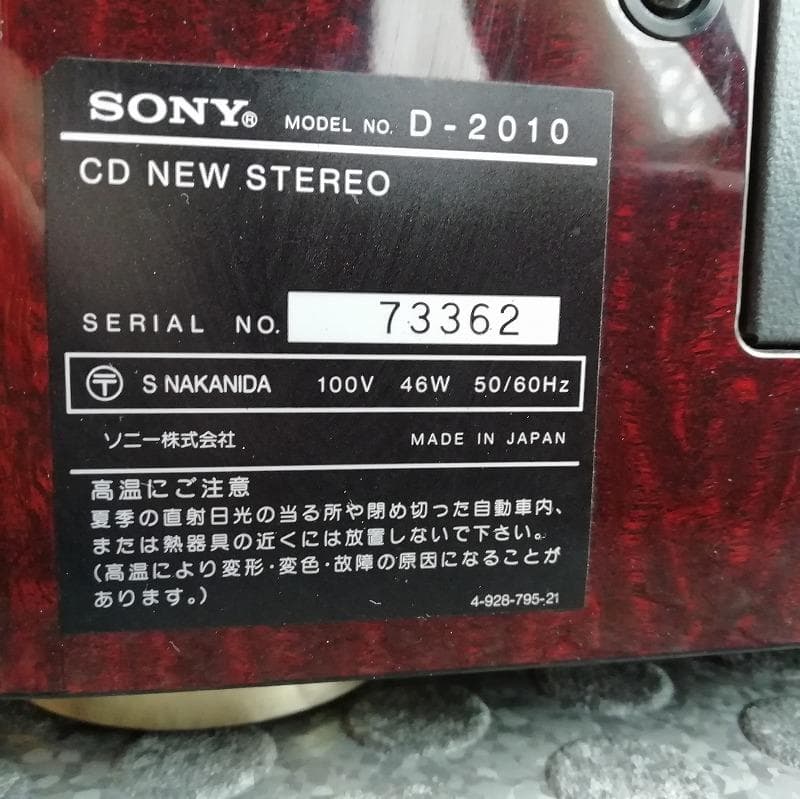 SONY® MODEL NO. D-2010
CD NEW STEREO
SERIAL NO. 73362
〒 S NAKANIDA 100V 46W 50/60Hz
ソニー株式会社 MADE IN JAPAN
高温にご注意
夏季の直射日光の当る所や閉め切った自動車内、
または熱器具の近くには放置しないで下さい。
(高温により変形・変色・故障の原因になることが
あります。)
4-928-795-21